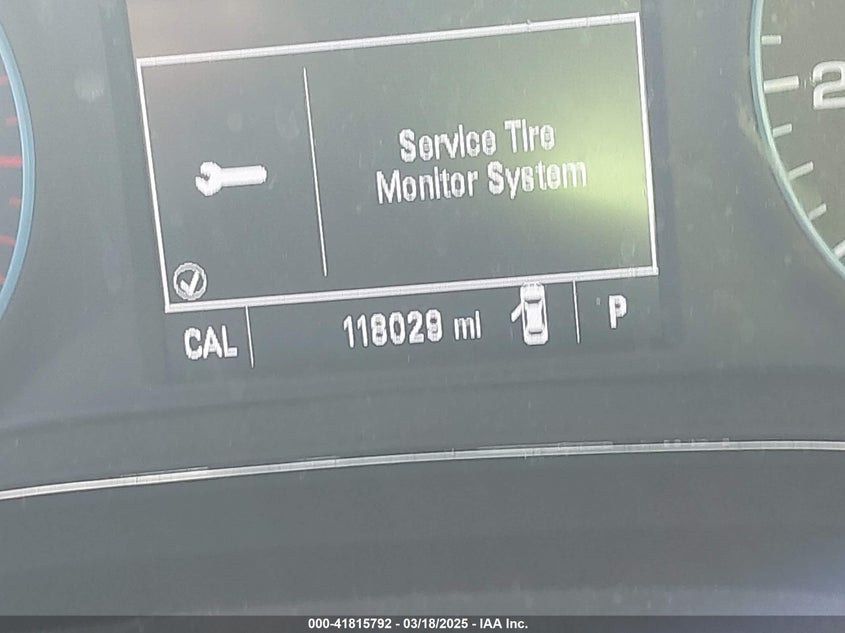 Service Tire
Monitor System
CAL
118029 mi
P
2
000-41815792 - 03/18/2025 - IAA Inc.